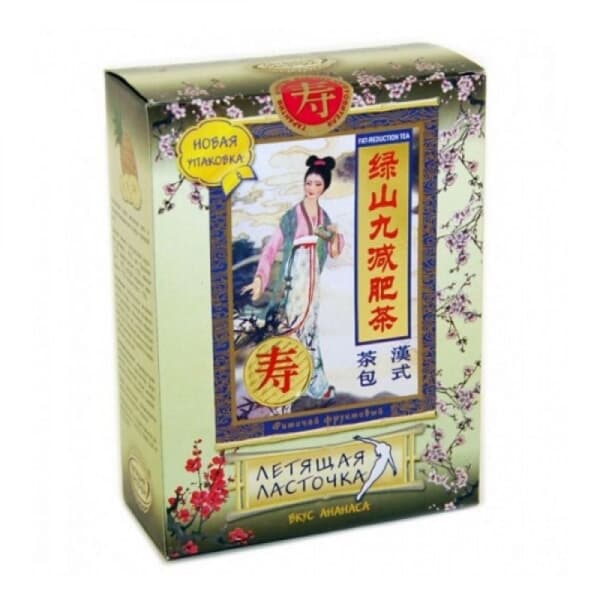 寿
НОВАЯ
УПАКОВКА
FAT-REDUCTION TEA
绿山九减肥茶
漢式
茶包
寿
Фиточай фруктовый
ЛЕТЯЩАЯ
ЛАСТОЧКА
ВКУС АНАНАСА